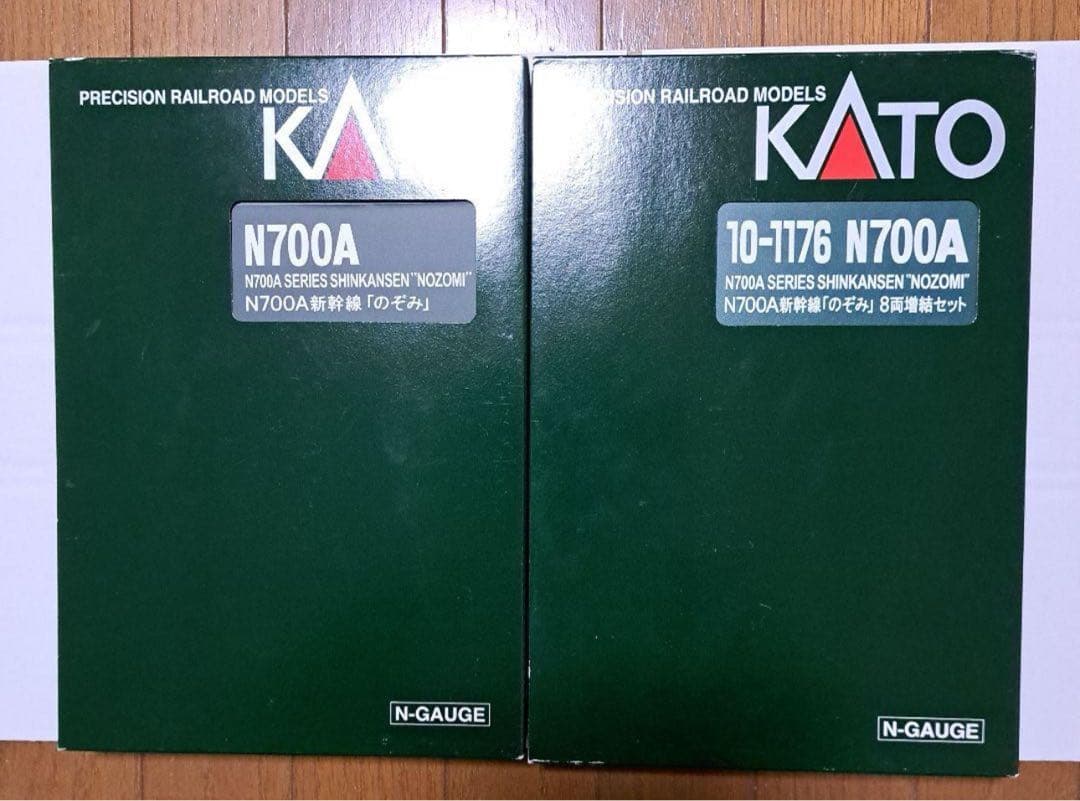 PRECISION RAILROAD MODELS
KA
N700A
N700A SERIES SHINKANSEN "NOZOMI"
N700A新幹線「のぞみ」
N-GAUGE
ISION RAILROAD MODELS
KATO
10-1176 N700A
N700A SERIES SHINKANSEN "NOZOMI"
N700A新幹線「のぞみ」8両増結セット
N-GAUGE